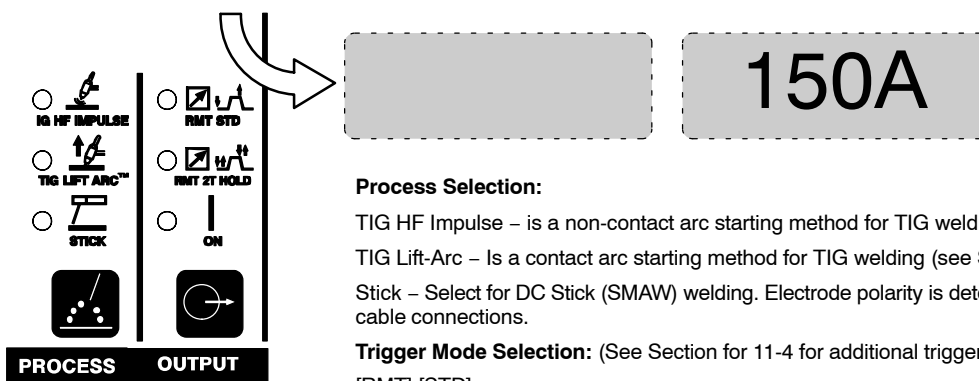 150A
IG HF IMPULSE
RMT STD
TIG LIFT ARC™
RMT 2T HOLD
STICK
ON
PROCESS
OUTPUT
Process Selection:
TIG HF Impulse – is a non-contact arc starting method for TIG weld
TIG Lift-Arc – Is a contact arc starting method for TIG welding (see
Stick – Select for DC Stick (SMAW) welding. Electrode polarity is det
cable connections.
Trigger Mode Selection: (See Section for 11-4 for additional trigger
[RMT] [STD]